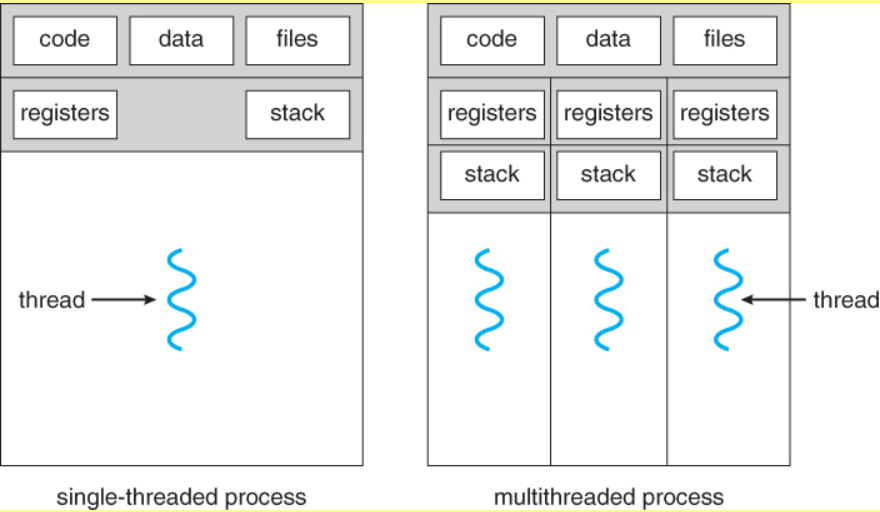 code data files code data files
registers stack registers registers registers
stack stack stack
thread thread
single-threaded process multithreaded process